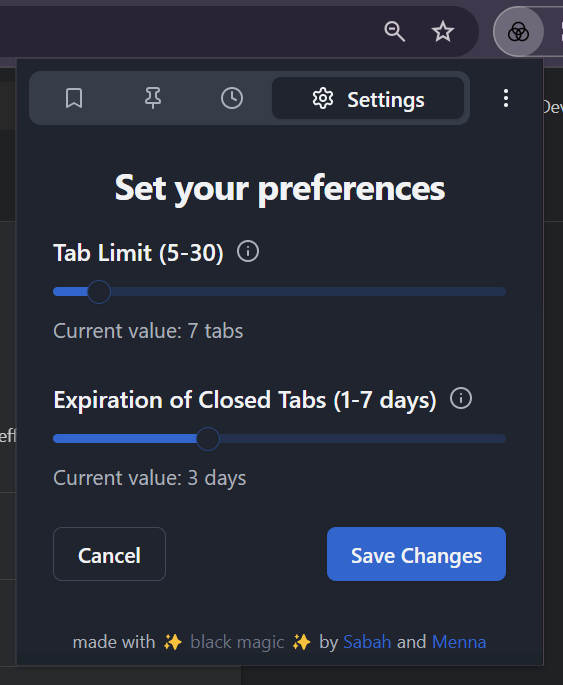 Settings
Set your preferences
Tab Limit (5-30)
Current value: 7 tabs
Expiration of Closed Tabs (1-7 days)
Current value: 3 days
Cancel
Save Changes
made with ✨ black magic ✨ by Sabah and Menna